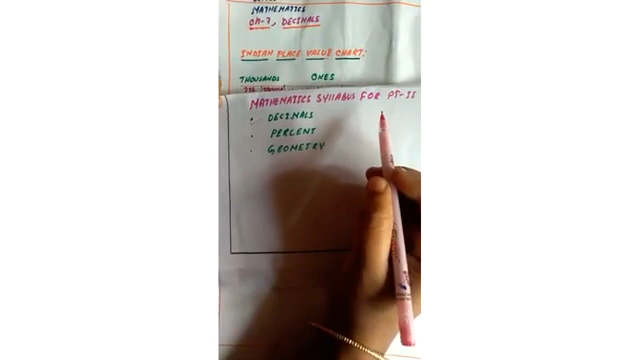 MATHEMATICS
CH-7, DECIMALS
INDIAN PLACE VALUE CHART:
THOUSANDS ONES
MATHEMATICS SYLLABUS FOR PT-II
• DECIMALS
• PERCENT
• GEOMETRY